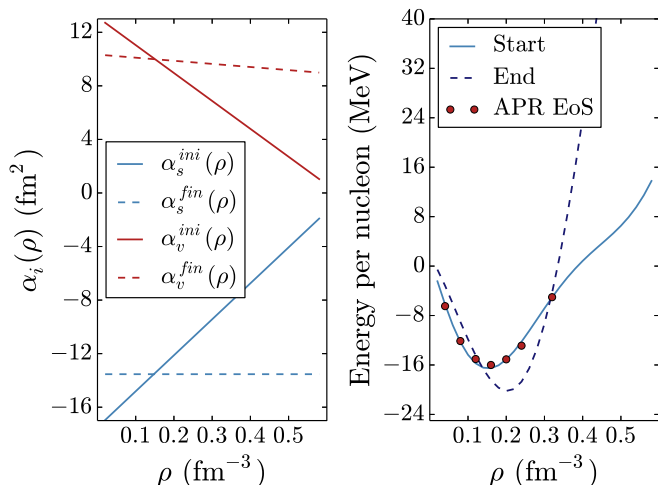 12
8
4
0
−4
−8
−12
−16
0.1 0.2 0.3 0.4 0.5
α_i(ρ) (fm²)
ρ (fm⁻³)
α_s^{ini}(ρ)
α_s^{fin}(ρ)
α_v^{ini}(ρ)
α_v^{fin}(ρ)
40
32
24
16
8
0
−8
−16
−24
0.1 0.2 0.3 0.4 0.5
Energy per nucleon (MeV)
ρ (fm⁻³)
Start
End
APR EoS